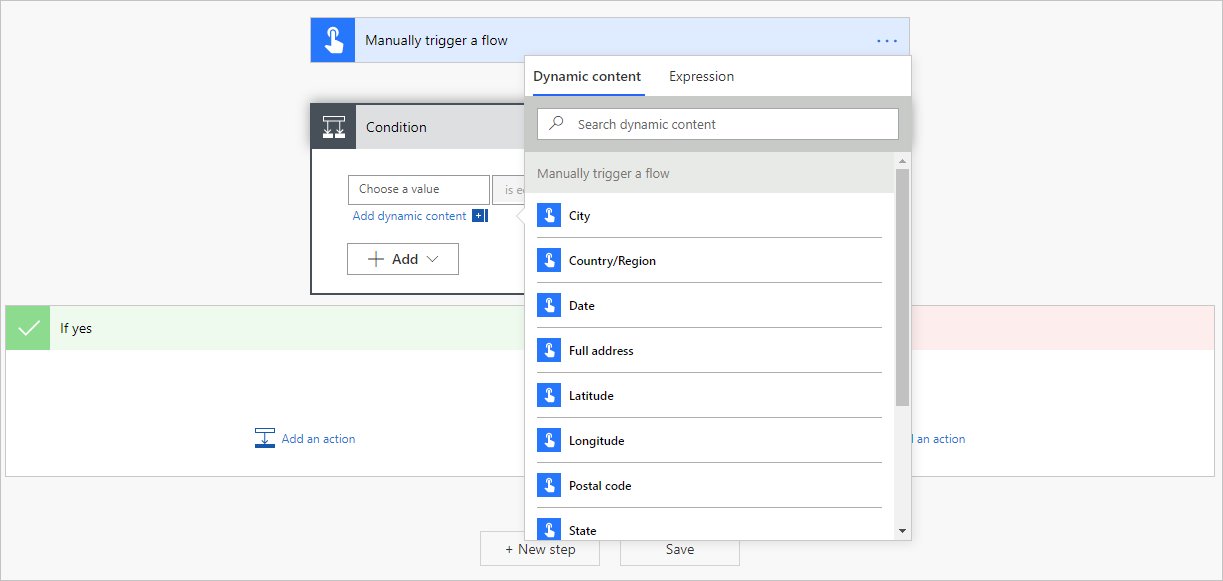 Manually trigger a flow
Dynamic content Expression
Search dynamic content
Condition
Manually trigger a flow
Choose a value
is e
Add dynamic content
City
Add
Country/Region
Date
If yes
Full address
Latitude
Add an action
Longitude
an action
Postal code
State
+ New step
Save